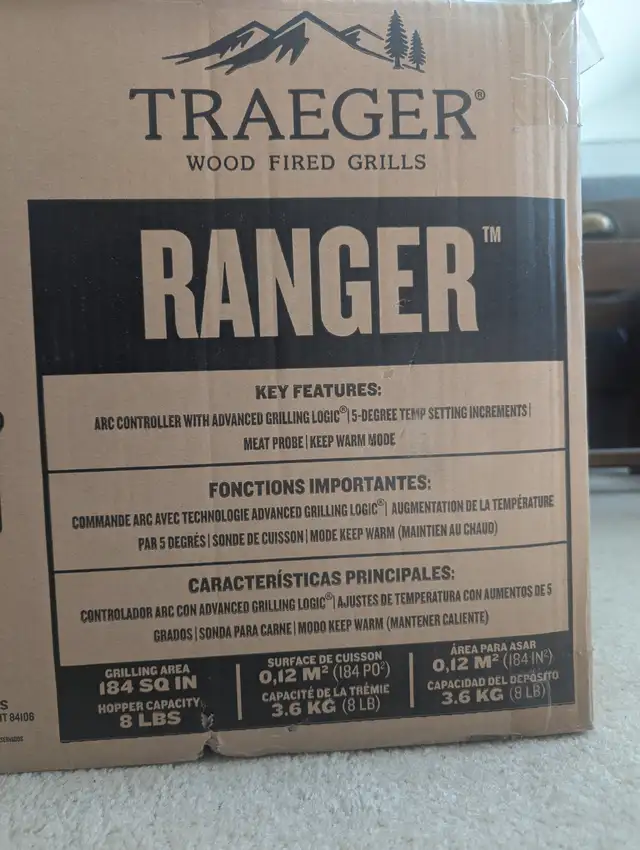 TRAEGER®
WOOD FIRED GRILLS
RANGER™
KEY FEATURES:
ARC CONTROLLER WITH ADVANCED GRILLING LOGIC® | 5-DEGREE TEMP SETTING INCREMENTS |
MEAT PROBE | KEEP WARM MODE
FONCTIONS IMPORTANTES:
COMMANDE ARC AVEC TECHNOLOGIE ADVANCED GRILLING LOGIC® | AUGMENTATION DE LA TEMPÉRATURE
PAR 5 DEGRÉS | SONDE DE CUISSON | MODE KEEP WARM (MAINTIEN AU CHAUD)
CARACTERÍSTICAS PRINCIPALES:
CONTROLADOR ARC CON ADVANCED GRILLING LOGIC® | AJUSTES DE TEMPERATURA CON AUMENTOS DE 5
GRADOS | SONDA PARA CARNE | MODO KEEP WARM (MANTENER CALIENTE)
GRILLING AREA
184 SQ IN
HOPPER CAPACITY
8 LBS
SURFACE DE CUISSON
0,12 M² (184 PO²)
CAPACITÉ DE LA TRÉMIE
3.6 KG (8 LB)
ÁREA PARA ASAR
0,12 M² (184 IN²)
CAPACIDAD DEL DEPÓSITO
3.6 KG (8 LB)
S
UT 84106